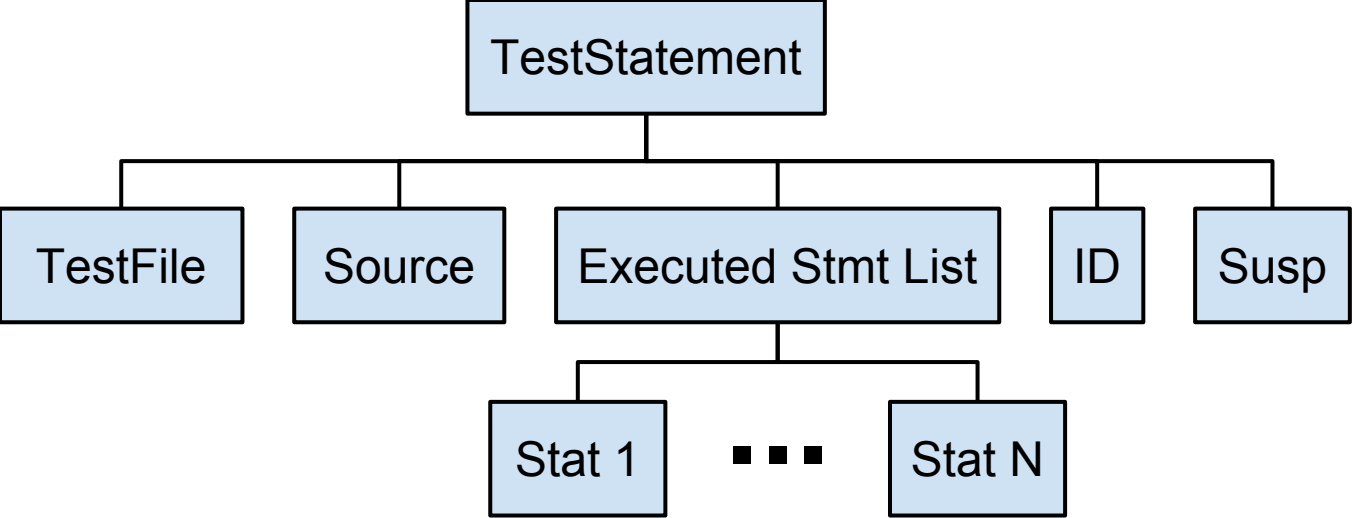 TestStatement
TestFile
Source
Executed Stmt List
ID
Susp
Stat 1
Stat N